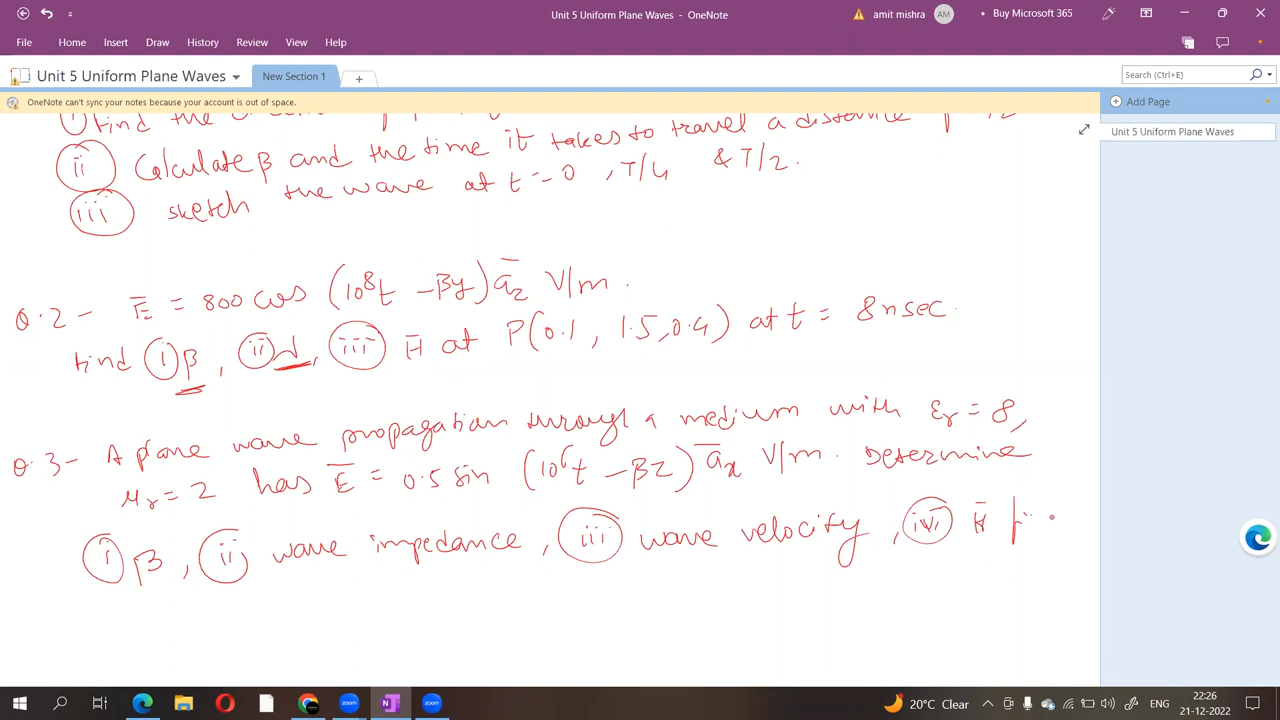 Unit 5 Uniform Plane Waves - OneNote
amit mishra
AM
Buy Microsoft 365
File Home Insert Draw History Review View Help
Unit 5 Uniform Plane Waves
New Section 1
Search (Ctrl+E)
OneNote can't sync your notes because your account is out of space.
Add Page
Unit 5 Uniform Plane Waves
(i) find the
(ii) Calculate β and the time it takes to travel a distance
(iii) sketch the wave at t = 0, T/4 & T/2.
Q.2 - E̅ = 800 cos (10⁸t - βy) a̅z V/m.
find (i) β, (ii) λ, (iii) H̅ at P(0.1, 1.5, 0.4) at t = 8 nsec.
Q.3 - A plane wave propagation through a medium with εr = 8,
μr = 2 has E̅ = 0.5 sin (10⁶t - βz) a̅x V/m. Determine
(i) β, (ii) wave impedance, (iii) wave velocity, (iv) H̅
20°C Clear
22:26
21-12-2022